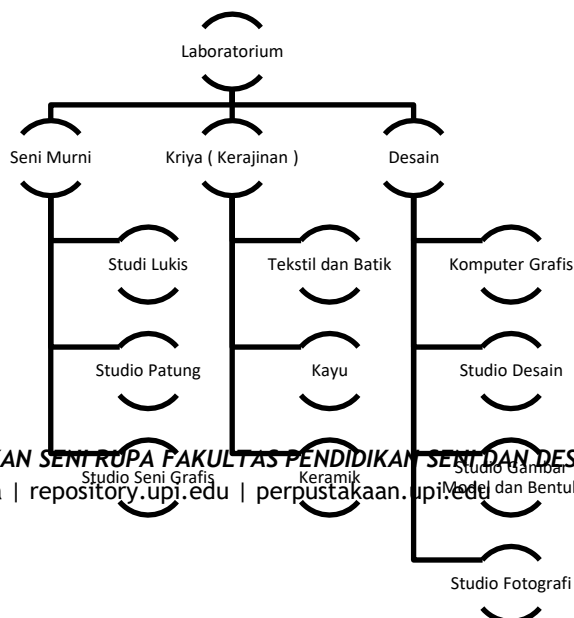 Laboratorium
Seni Murni
Kriya ( Kerajinan )
Desain
Studi Lukis
Tekstil dan Batik
Komputer Grafis
Studio Patung
Kayu
Studio Desain
SENI RUPA FAKULTAS PENDIDIKAN SENI DAN
Studio Seni Grafis
Keramik
Studio Gambar
Model dan Bentuk
| repository.upi.edu | perpustakaan.upi.edu
Studio Fotografi